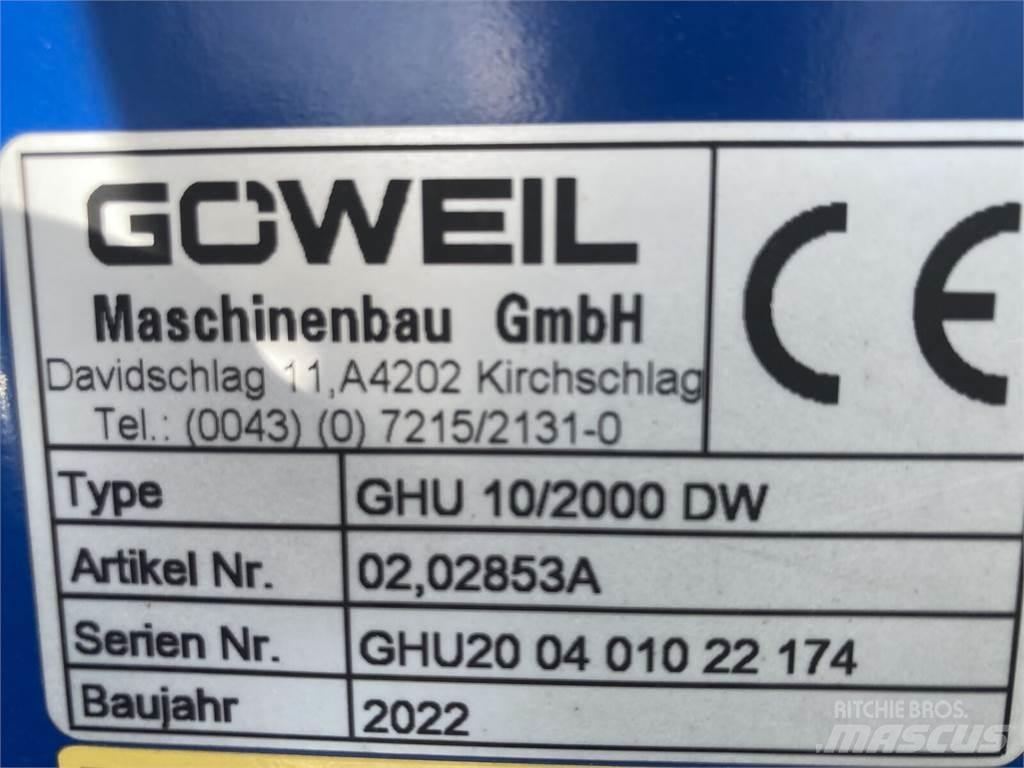 GÖWEIL
Maschinenbau GmbH
Davidschlag 11,A4202 Kirchschlag
Tel.: (0043) (0) 7215/2131-0
CE
Type GHU 10/2000 DW
Artikel Nr. 02,02853A
Serien Nr. GHU20 04 010 22 174
Baujahr 2022
RITCHIE BROS.
MASCUS